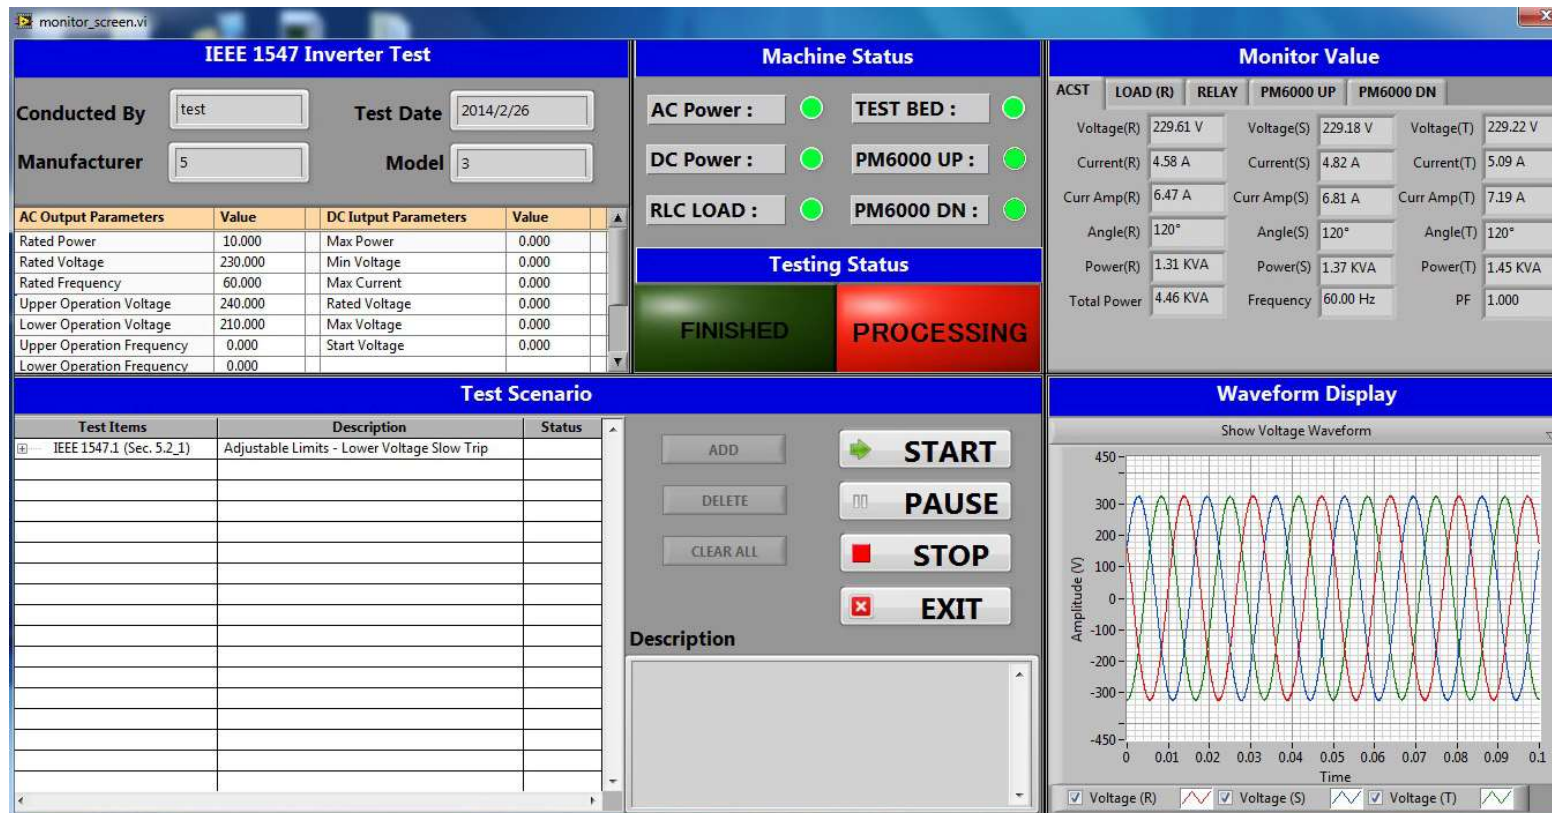 monitor_screen.vi
IEEE 1547 Inverter Test
Conducted By test Test Date 2014/2/26
Manufacturer 5 Model 3
AC Output Parameters Value DC Iutput Parameters Value
Rated Power 10.000 Max Power 0.000
Rated Voltage 230.000 Min Voltage 0.000
Rated Frequency 60.000 Max Current 0.000
Upper Operation Voltage 240.000 Rated Voltage 0.000
Lower Operation Voltage 210.000 Max Voltage 0.000
Upper Operation Frequency 0.000 Start Voltage 0.000
Lower Operation Frequency 0.000
Machine Status
AC Power : TEST BED :
DC Power : PM6000 UP :
RLC LOAD : PM6000 DN :
Testing Status
FINISHED PROCESSING
Monitor Value
ACST LOAD (R) RELAY PM6000 UP PM6000 DN
Voltage(R) 229.61 V Voltage(S) 229.18 V Voltage(T) 229.22 V
Current(R) 4.58 A Current(S) 4.82 A Current(T) 5.09 A
Curr Amp(R) 6.47 A Curr Amp(S) 6.81 A Curr Amp(T) 7.19 A
Angle(R) 120° Angle(S) 120° Angle(T) 120°
Power(R) 1.31 KVA Power(S) 1.37 KVA Power(T) 1.45 KVA
Total Power 4.46 KVA Frequency 60.00 Hz PF 1.000
Test Scenario
Test Items Description Status
IEEE 1547.1 (Sec. 5.2_1) Adjustable Limits - Lower Voltage Slow Trip
ADD START
DELETE PAUSE
CLEAR ALL STOP
EXIT
Description
Waveform Display
Show Voltage Waveform
450
300
200
100
0
-100
-200
-300
-450
Amplitude (V)
0 0.01 0.02 0.03 0.04 0.05 0.06 0.07 0.08 0.09 0.1
Time
Voltage (R) Voltage (S) Voltage (T)